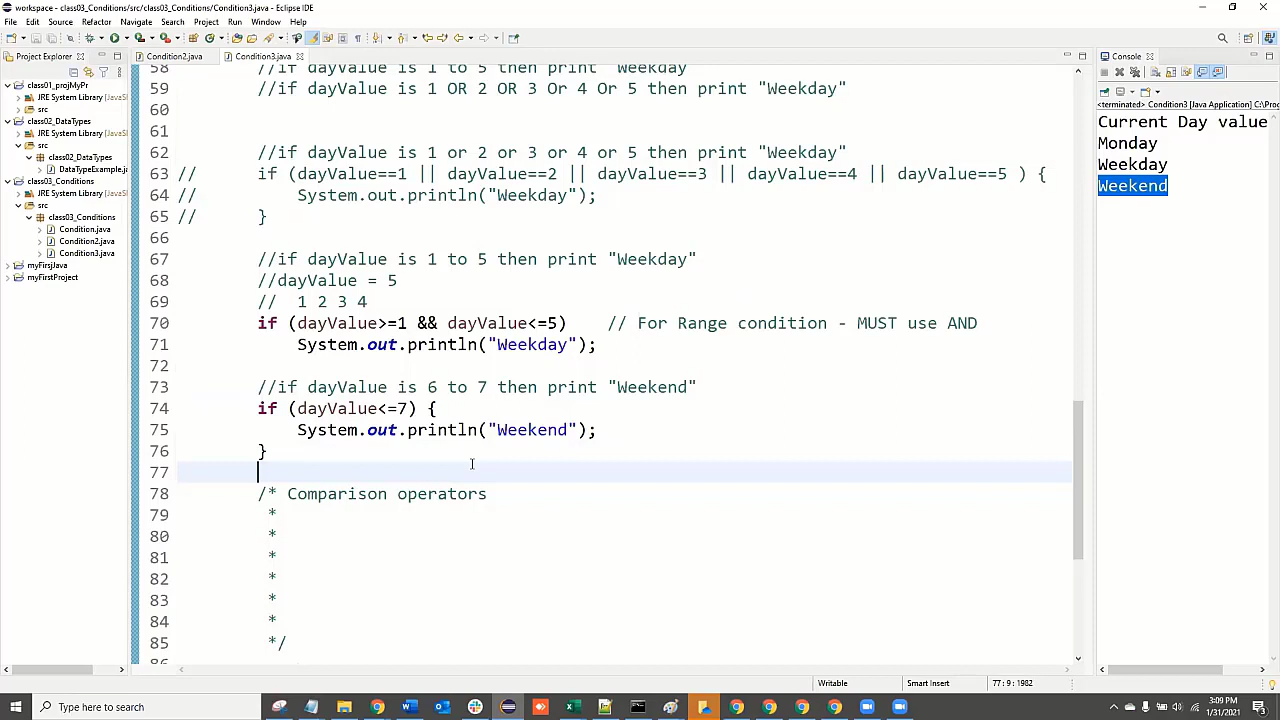 workspace - class03_Conditions/src/class03_Conditions/Condition3.java - Eclipse IDE
File Edit Source Refactor Navigate Search Project Run Window Help
Project Explorer
Condition2.java
Condition3.java
Console
class01_projMyPr
JRE System Library [JavaS
src
class02_DataTypes
JRE System Library [JavaS
src
class02_DataTypes
DataTypeExample.ja
class03_Conditions
JRE System Library [JavaS
src
class03_Conditions
Condition.java
Condition2.java
Condition3.java
myFirsjJava
myFirstProject
58 //if dayValue is 1 to 5 then print "Weekday"
59 //if dayValue is 1 OR 2 OR 3 Or 4 Or 5 then print "Weekday"
60
61
62 //if dayValue is 1 or 2 or 3 or 4 or 5 then print "Weekday"
63 // if (dayValue==1 || dayValue==2 || dayValue==3 || dayValue==4 || dayValue==5 ) {
64 // System.out.println("Weekday");
65 // }
66
67 //if dayValue is 1 to 5 then print "Weekday"
68 //dayValue = 5
69 // 1 2 3 4
70 if (dayValue>=1 && dayValue<=5) // For Range condition - MUST use AND
71 System.out.println("Weekday");
72
73 //if dayValue is 6 to 7 then print "Weekend"
74 if (dayValue<=7) {
75 System.out.println("Weekend");
76 }
77
78 /* Comparison operators
79 *
80 *
81 *
82 *
83 *
84 *
85 */
86
<terminated> Condition3 [Java Application] C:\Prog
Current Day value
Monday
Weekday
Weekend
Writable
Smart Insert
77 : 9 : 1982
Type here to search
3:09 PM
1/31/2021